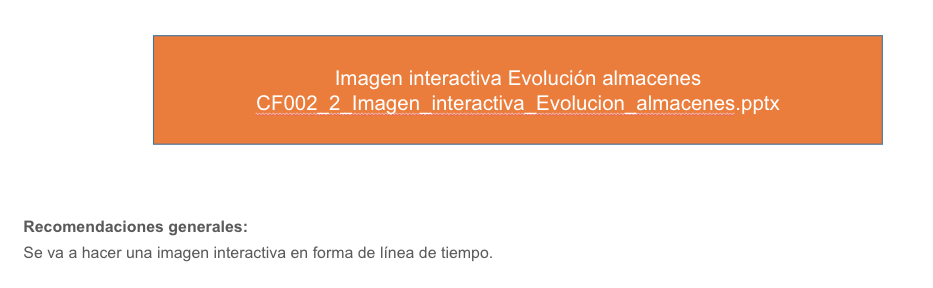 Imagen interactiva Evolución almacenes
CF002_2_Imagen_interactiva_Evolucion_almacenes.pptx
Recomendaciones generales:
Se va a hacer una imagen interactiva en forma de línea de tiempo.